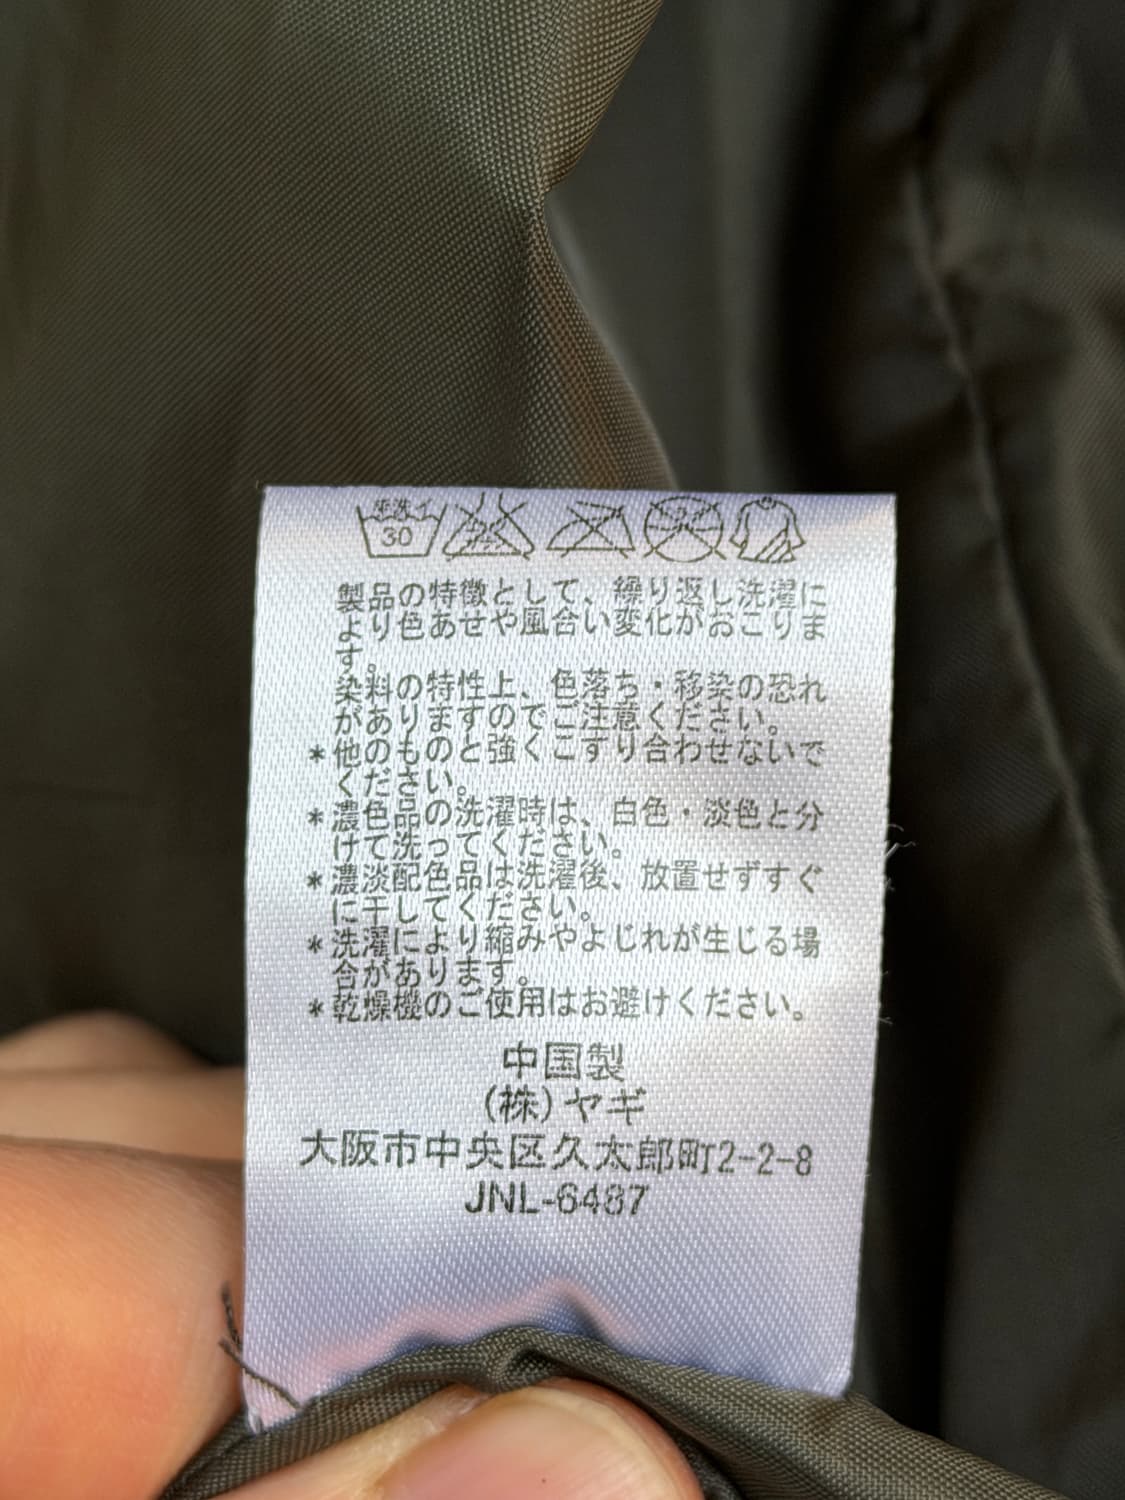 手洗イ
30
製品の特徴として、繰り返し洗濯に
より色あせや風合い変化がおこりま
す。
染料の特性上、色落ち・移染の恐れ
がありますのでご注意ください。
*他のものと強くこすり合わせないで
ください。
*濃色品の洗濯時は、白色・淡色と分
けて洗ってください。
*濃淡配色品は洗濯後、放置せずすぐ
に干してください。
*洗濯により縮みやよじれが生じる場
合があります。
*乾燥機のご使用はお避けください。
中国製
(株)ヤギ
大阪市中央区久太郎町2-2-8
JNL-6487